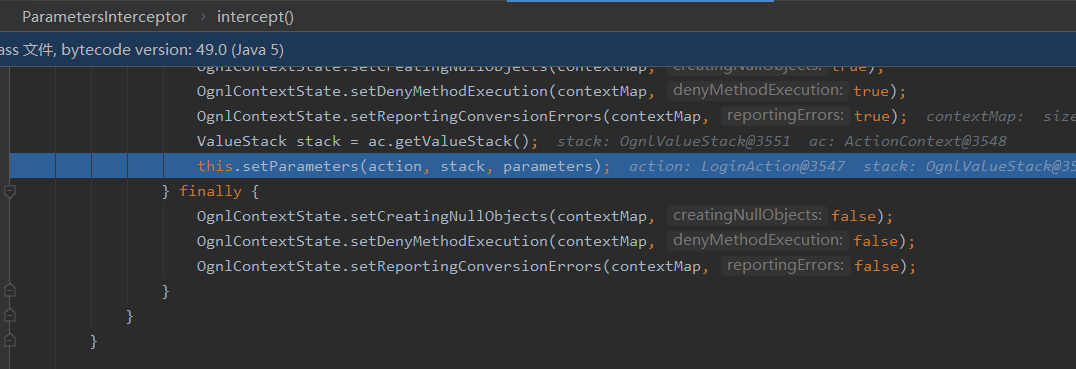 ParametersInterceptor › intercept()
ass 文件, bytecode version: 49.0 (Java 5)
OgnlContextState.setCreatingNullObjects(contextMap, creatingNullObjects: true);
OgnlContextState.setDenyMethodExecution(contextMap, denyMethodExecution: true);
OgnlContextState.setReportingConversionErrors(contextMap, reportingErrors: true); contextMap: size
ValueStack stack = ac.getValueStack(); stack: OgnlValueStack@3551 ac: ActionContext@3548
this.setParameters(action, stack, parameters); action: LoginAction@3547 stack: OgnlValueStack@35
} finally {
OgnlContextState.setCreatingNullObjects(contextMap, creatingNullObjects: false);
OgnlContextState.setDenyMethodExecution(contextMap, denyMethodExecution: false);
OgnlContextState.setReportingConversionErrors(contextMap, reportingErrors: false);
}
}
}